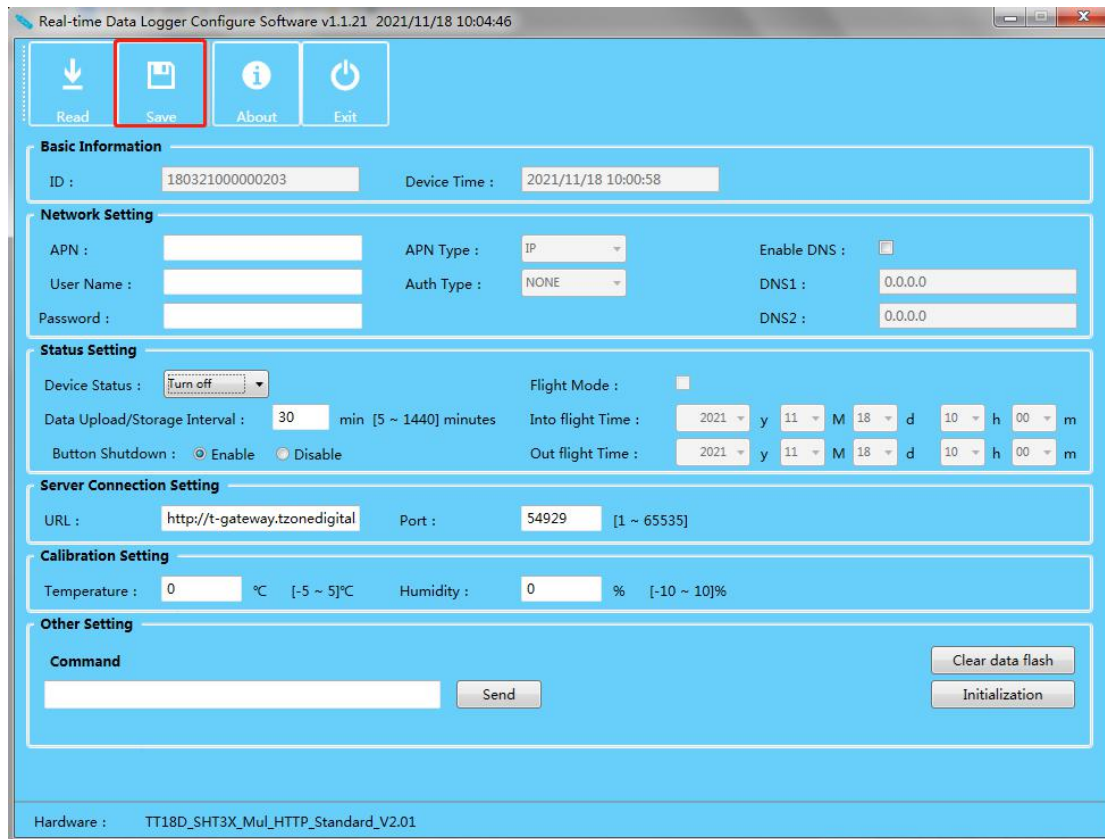 Real-time Data Logger Configure Software v1.1.21 2021/11/18 10:04:46
Read Save About Exit
Basic Information
ID : 180321000000203 Device Time : 2021/11/18 10:00:58
Network Setting
APN : APN Type : IP Enable DNS :
User Name : Auth Type : NONE DNS1 : 0.0.0.0
Password : DNS2 : 0.0.0.0
Status Setting
Device Status : Turn off Flight Mode :
Data Upload/Storage Interval : 30 min [5 ~ 1440] minutes Into flight Time : 2021 y 11 M 18 d 10 h 00 m
Button Shutdown : Enable Disable Out flight Time : 2021 y 11 M 18 d 10 h 00 m
Server Connection Setting
URL : http://t-gateway.tzonedigital Port : 54929 [1 ~ 65535]
Calibration Setting
Temperature : 0 ℃ [-5 ~ 5]℃ Humidity : 0 % [-10 ~ 10]%
Other Setting
Command Clear data flash
Send Initialization
Hardware : TT18D_SHT3X_Mul_HTTP_Standard_V2.01